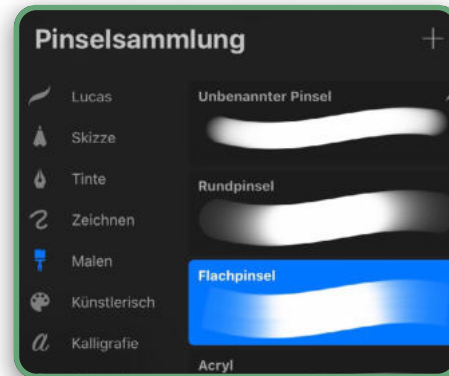 Pinselsammlung
Lucas
Skizze
Tinte
Zeichnen
Malen
Künstlerisch
Kalligrafie
Unbenannter Pinsel
Rundpinsel
Flachpinsel
Acryl